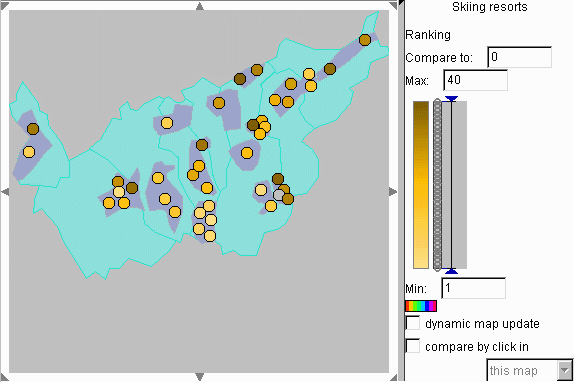 Skiing resorts
Ranking
Compare to: 0
Max: 40
Min: 1
dynamic map update
compare by click in
this map